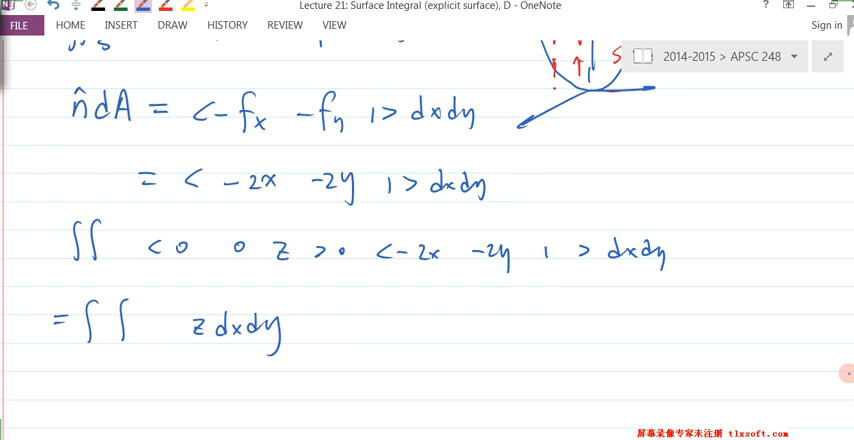 Lecture 21: Surface Integral (explicit surface), D - OneNote
FILE HOME INSERT DRAW HISTORY REVIEW VIEW Sign in
2014-2015 > APSC 248
S
n̂dA = <-fx -fy 1> dxdy
= < -2x -2y 1> dxdy
∬ <0 0 z>• <-2x -2y 1> dxdy
= ∬ z dxdy
屏幕录像专家未注册 tlxsoft.com